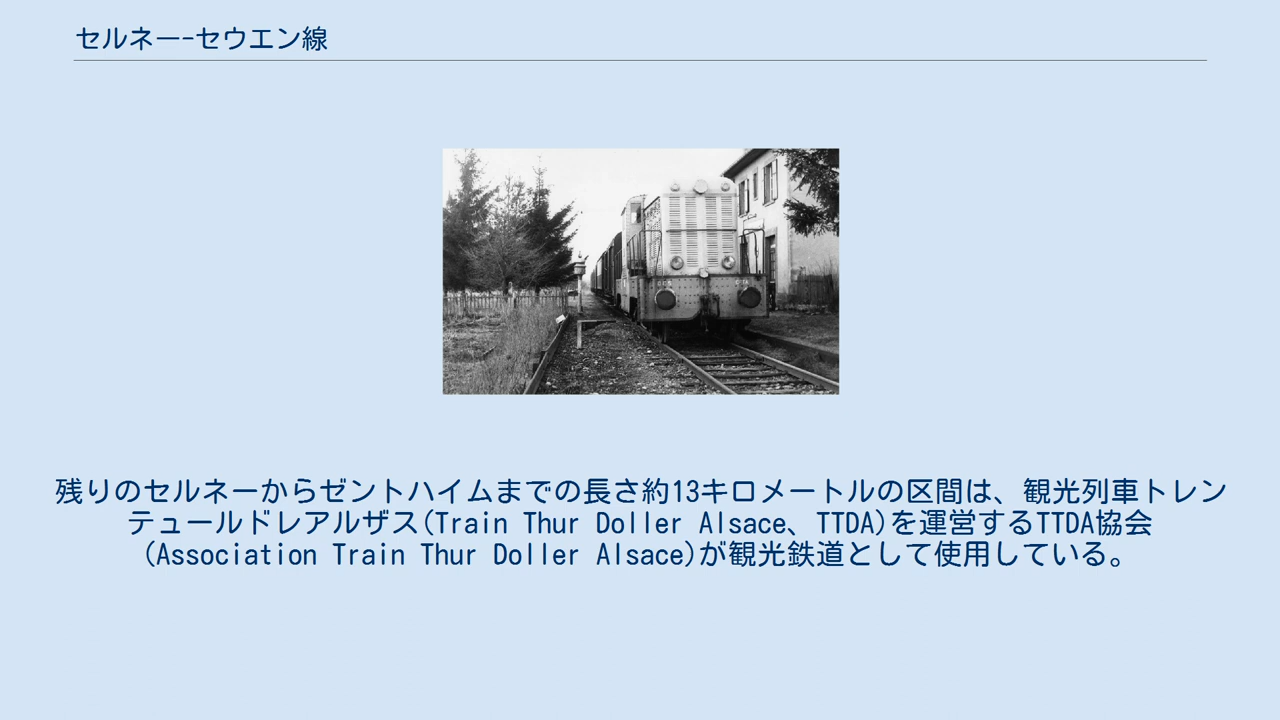 セルネー-セウエン線
残りのセルネーからゼントハイムまでの長さ約13キロメートルの区間は、観光列車トレン
テュールドレアルザス(Train Thur Doller Alsace、TTDA)を運営するTTDA協会
(Association Train Thur Doller Alsace)が観光鉄道として使用している。